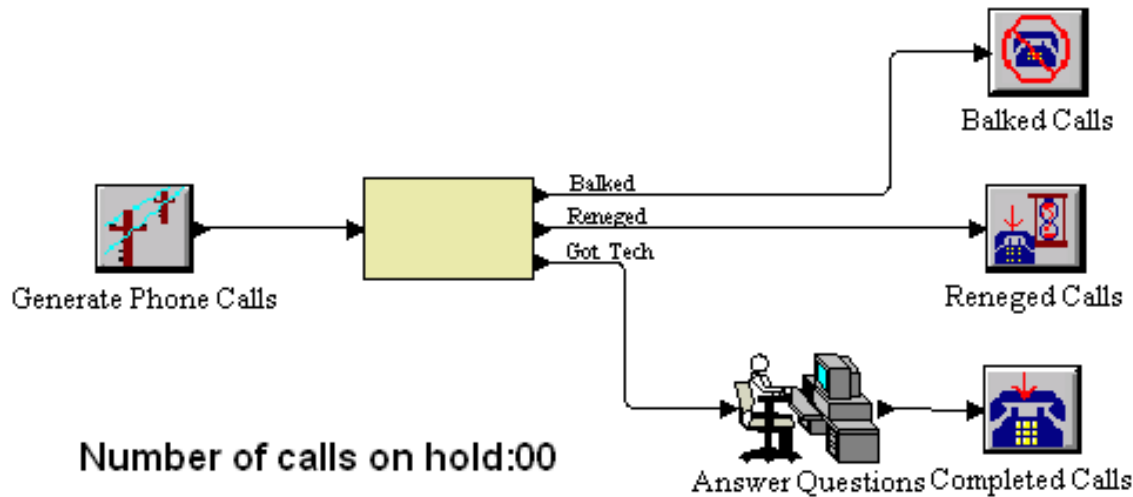 Balked Calls
Balked
Reneged
Got Tech
Generate Phone Calls
Reneged Calls
Number of calls on hold:00
Answer Questions
Completed Calls